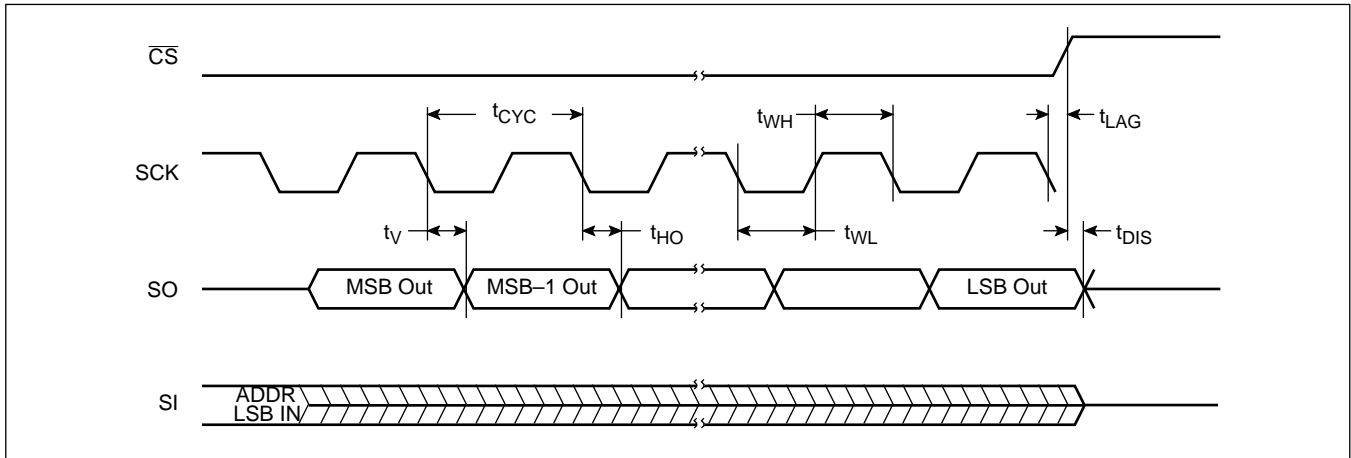 C̅S̅
tCYC
tWH
tLAG
SCK
tV
tHO
tWL
tDIS
SO
MSB Out
MSB–1 Out
LSB Out
SI
ADDR
LSB IN